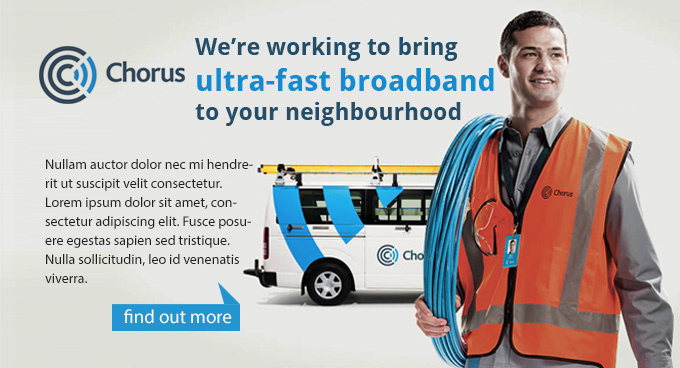 Chorus
We’re working to bring
ultra-fast broadband
to your neighbourhood
Nullam auctor dolor nec mi hendre-
rit ut suscipit velit consectetur.
Lorem ipsum dolor sit amet, con-
sectetur adipiscing elit. Fusce posu-
ere egestas sapien sed tristique.
Nulla sollicitudin, leo id venenatis
viverra.
find out more
Cho
Chorus